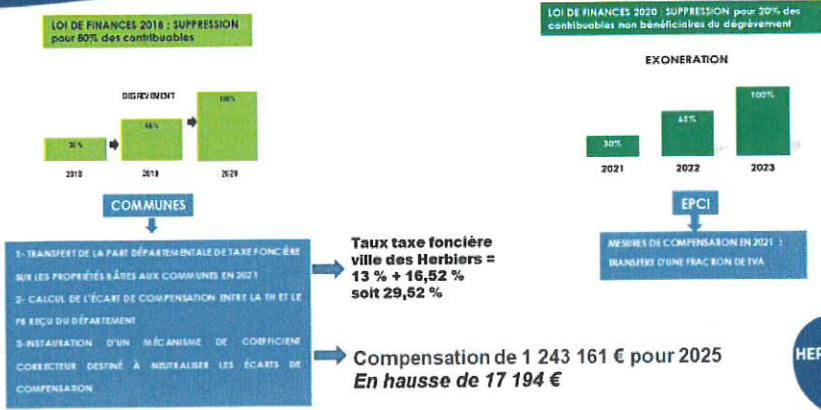 LOI DE FINANCES 2018 : SUPPRESSION
pour 80% des contribuables
DEGREVEMENT
30%
65%
100%
2018
2019
2020
COMMUNES
1- TRANSFERT DE LA PART DÉPARTEMENTALE DE TAXE FONCIÈRE
SUR LES PROPRIÉTÉS BÂTIES AUX COMMUNES EN 2021
2- CALCUL DE L'ÉCART DE COMPENSATION ENTRE LA TH ET LE
FB REÇU DU DÉPARTEMENT
3-INSTAURATION D'UN MÉCANISME DE COEFFICIENT
CORRECTEUR DESTINÉ À NEUTRALISER LES ÉCARTS DE
COMPENSATION
Taux taxe foncière
ville des Herbiers =
13 % + 16,52 %
soit 29,52 %
Compensation de 1 243 161 € pour 2025
En hausse de 17 194 €
LOI DE FINANCES 2020 : SUPPRESSION pour 20% des
contribuables non bénéficiaires du dégrèvement
EXONERATION
30%
65%
100%
2021
2022
2023
EPCI
MESURES DE COMPENSATION EN 2021 :
TRANSFERT D'UNE FRACTION DE TVA